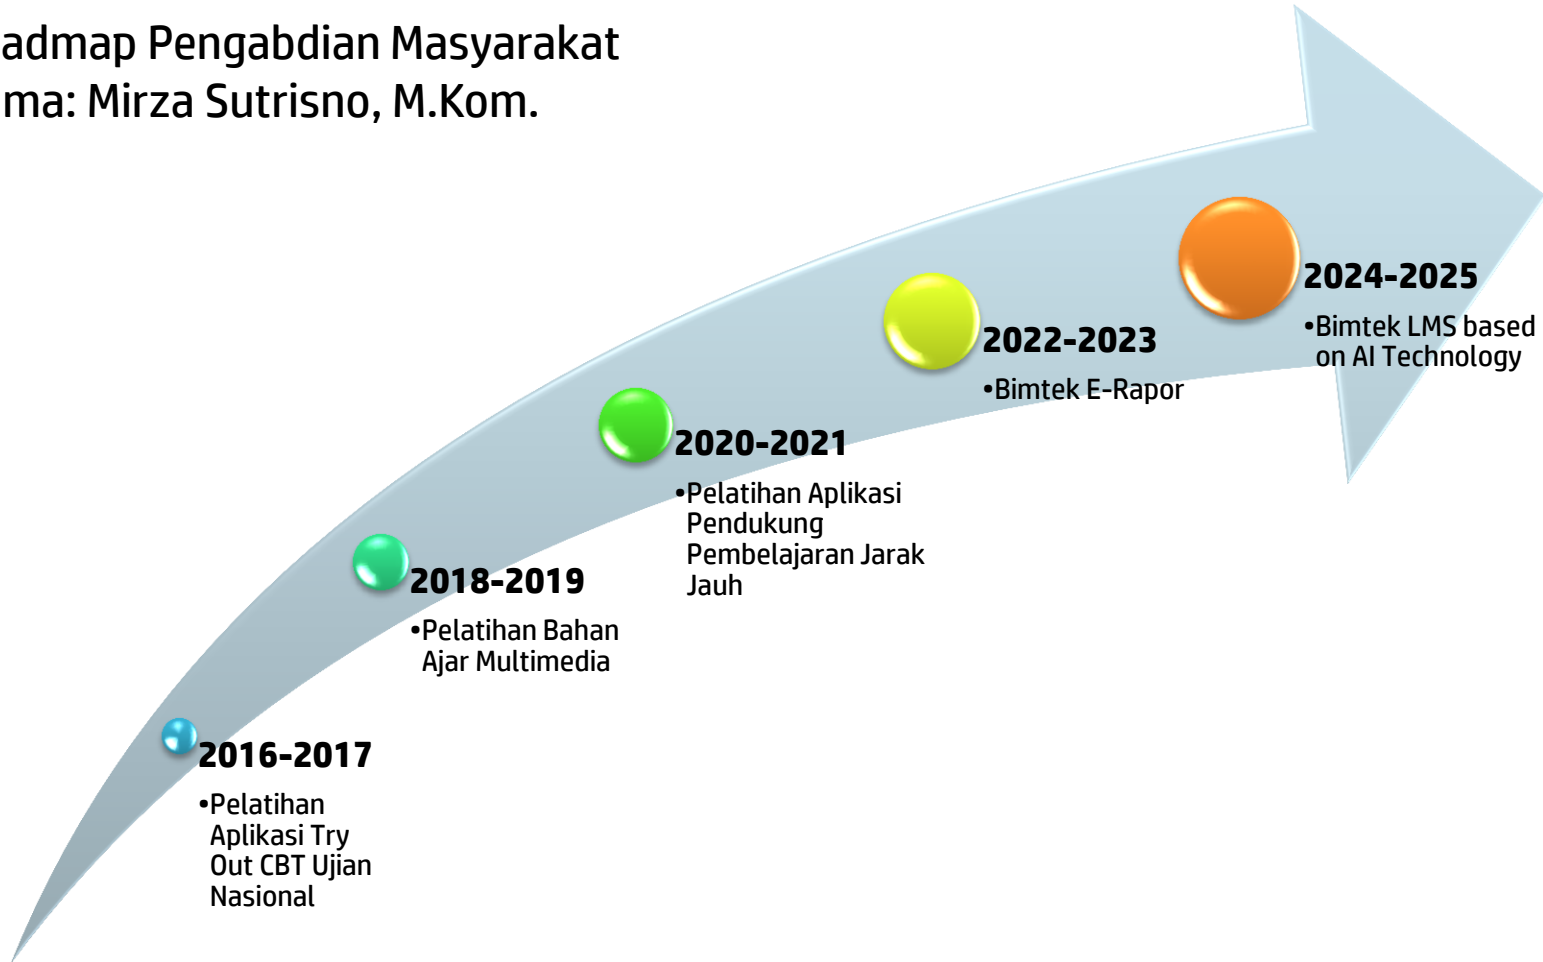 admap Pengabdian Masyarakat
ma: Mirza Sutrisno, M.Kom.
2016-2017
•Pelatihan
Aplikasi Try
Out CBT Ujian
Nasional
2018-2019
•Pelatihan Bahan
Ajar Multimedia
2020-2021
•Pelatihan Aplikasi
Pendukung
Pembelajaran Jarak
Jauh
2022-2023
•Bimtek E-Rapor
2024-2025
•Bimtek LMS based
on AI Technology